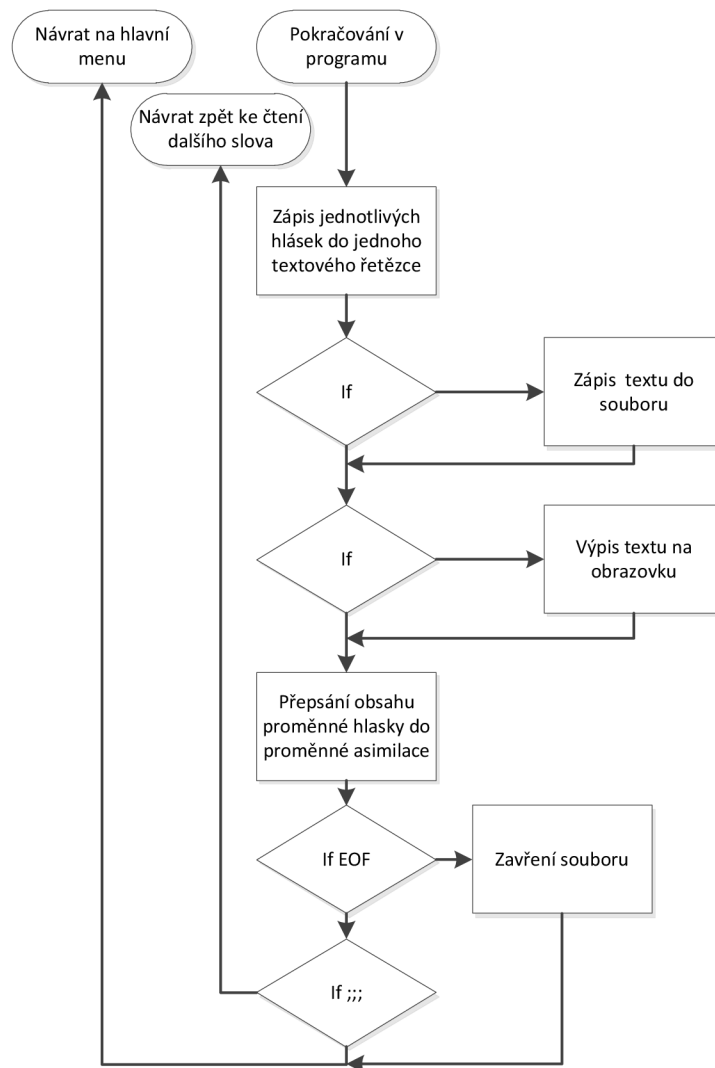 Návrat na hlavní
menu
Pokračování v
programu
Návrat zpět ke čtení
dalšího slova
Zápis jednotlivých
hlásek do jednoho
textového řetězce
If
Zápis textu do
souboru
If
Výpis textu na
obrazovku
Přepsání obsahu
proměnné hlasky do
proměnné asimilace
If EOF
Zavření souboru
If ;;;